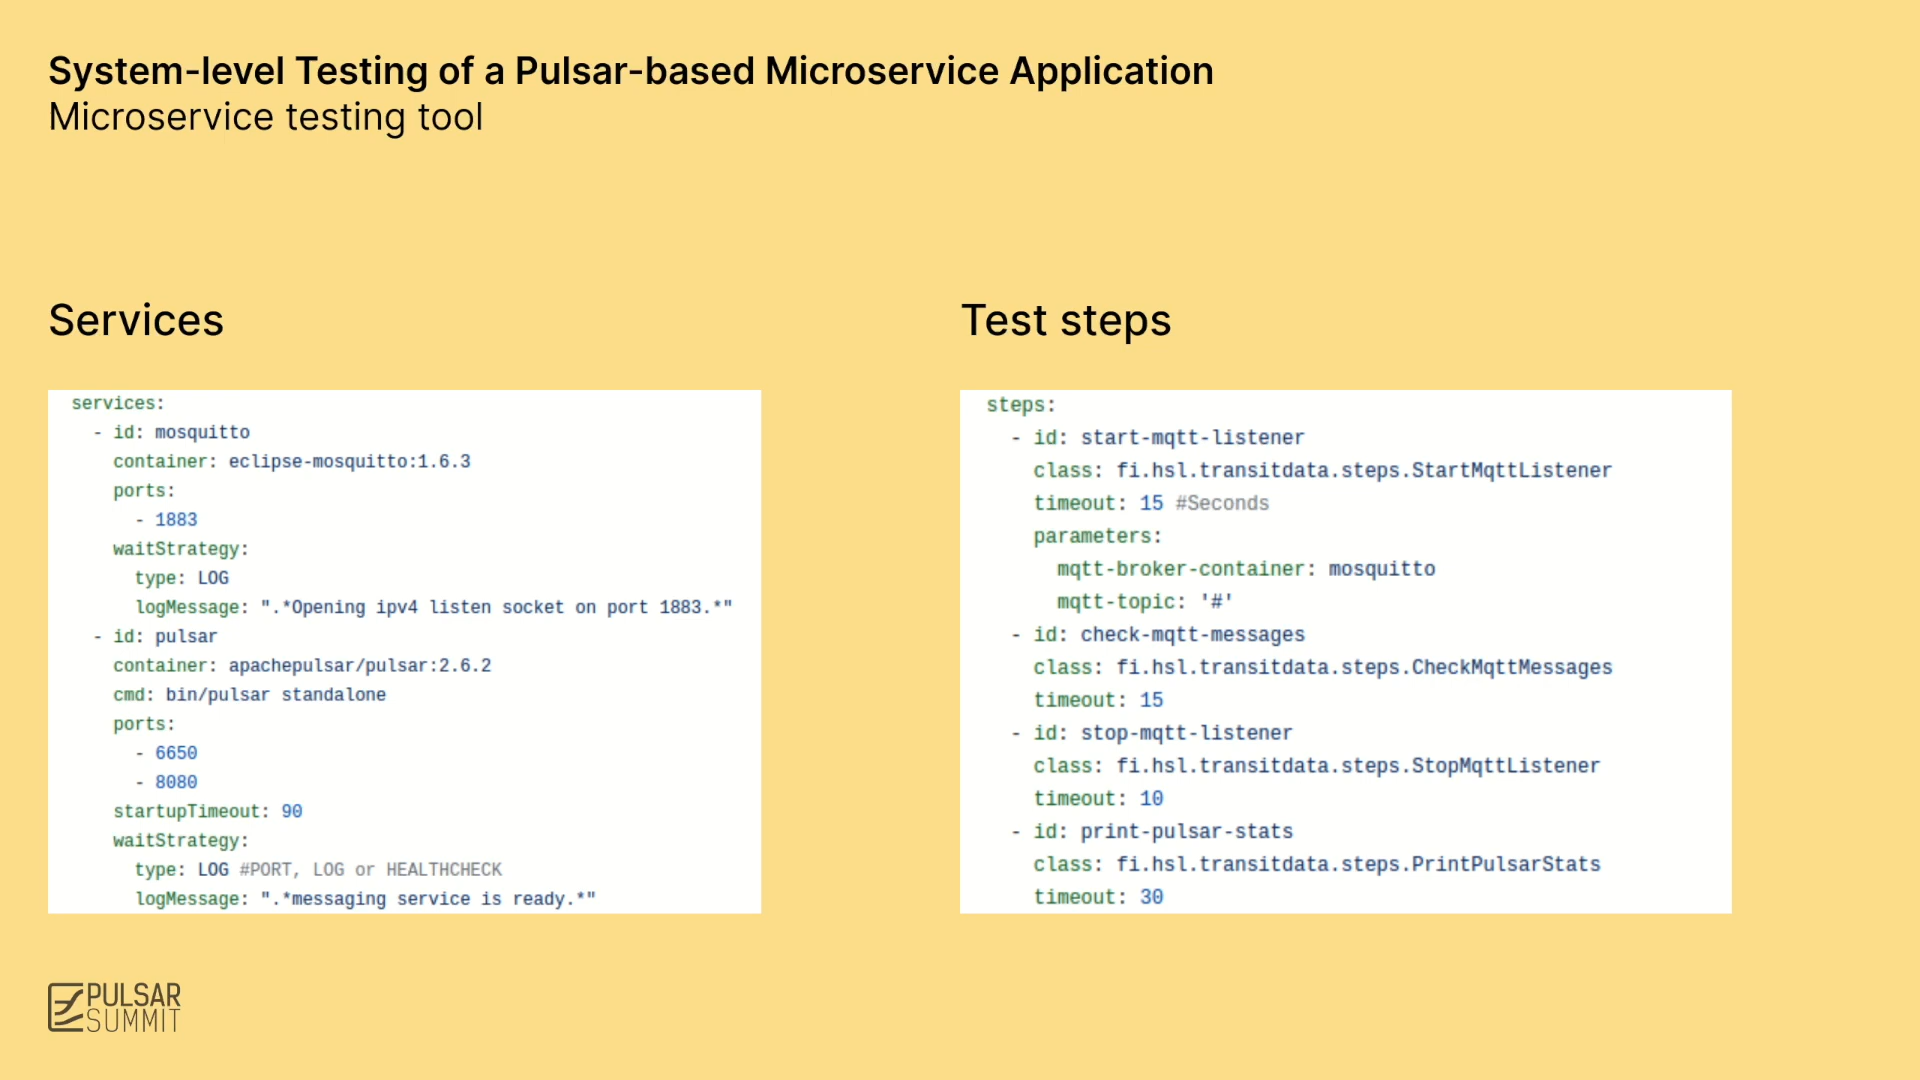 System-level Testing of a Pulsar-based Microservice Application
Microservice testing tool
Services
services:
  - id: mosquitto
    container: eclipse-mosquitto:1.6.3
    ports:
      - 1883
    waitStrategy:
      type: LOG
      logMessage: ".*Opening ipv4 listen socket on port 1883.*"
  - id: pulsar
    container: apachepulsar/pulsar:2.6.2
    cmd: bin/pulsar standalone
    ports:
      - 6650
      - 8080
    startupTimeout: 90
    waitStrategy:
      type: LOG #PORT, LOG or HEALTHCHECK
      logMessage: ".*messaging service is ready.*"
Test steps
steps:
  - id: start-mqtt-listener
    class: fi.hsl.transitdata.steps.StartMqttListener
    timeout: 15 #Seconds
    parameters:
      mqtt-broker-container: mosquitto
      mqtt-topic: '#'
  - id: check-mqtt-messages
    class: fi.hsl.transitdata.steps.CheckMqttMessages
    timeout: 15
  - id: stop-mqtt-listener
    class: fi.hsl.transitdata.steps.StopMqttListener
    timeout: 10
  - id: print-pulsar-stats
    class: fi.hsl.transitdata.steps.PrintPulsarStats
    timeout: 30
PULSAR
SUMMIT